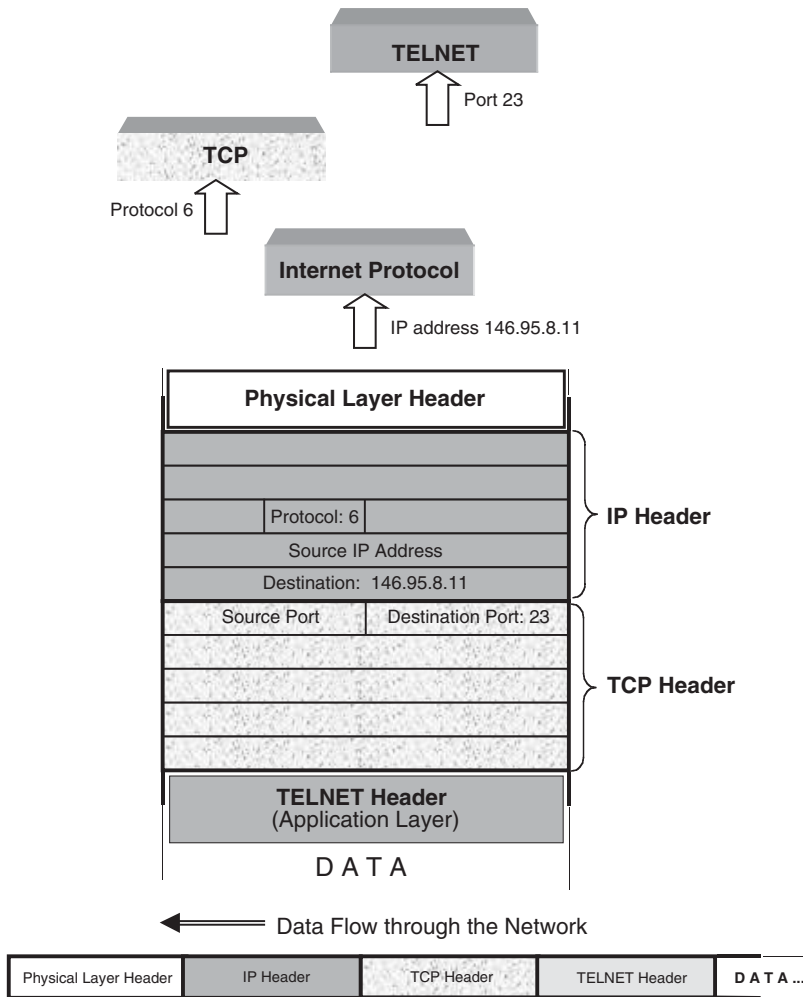 TELNET
Port 23
TCP
Protocol 6
Internet Protocol
IP address 146.95.8.11
Physical Layer Header
Protocol: 6
IP Header
Source IP Address
Destination: 146.95.8.11
Source Port
Destination Port: 23
TCP Header
TELNET Header
(Application Layer)
D A T A
Data Flow through the Network
Physical Layer Header
IP Header
TCP Header
TELNET Header
D A T A ...